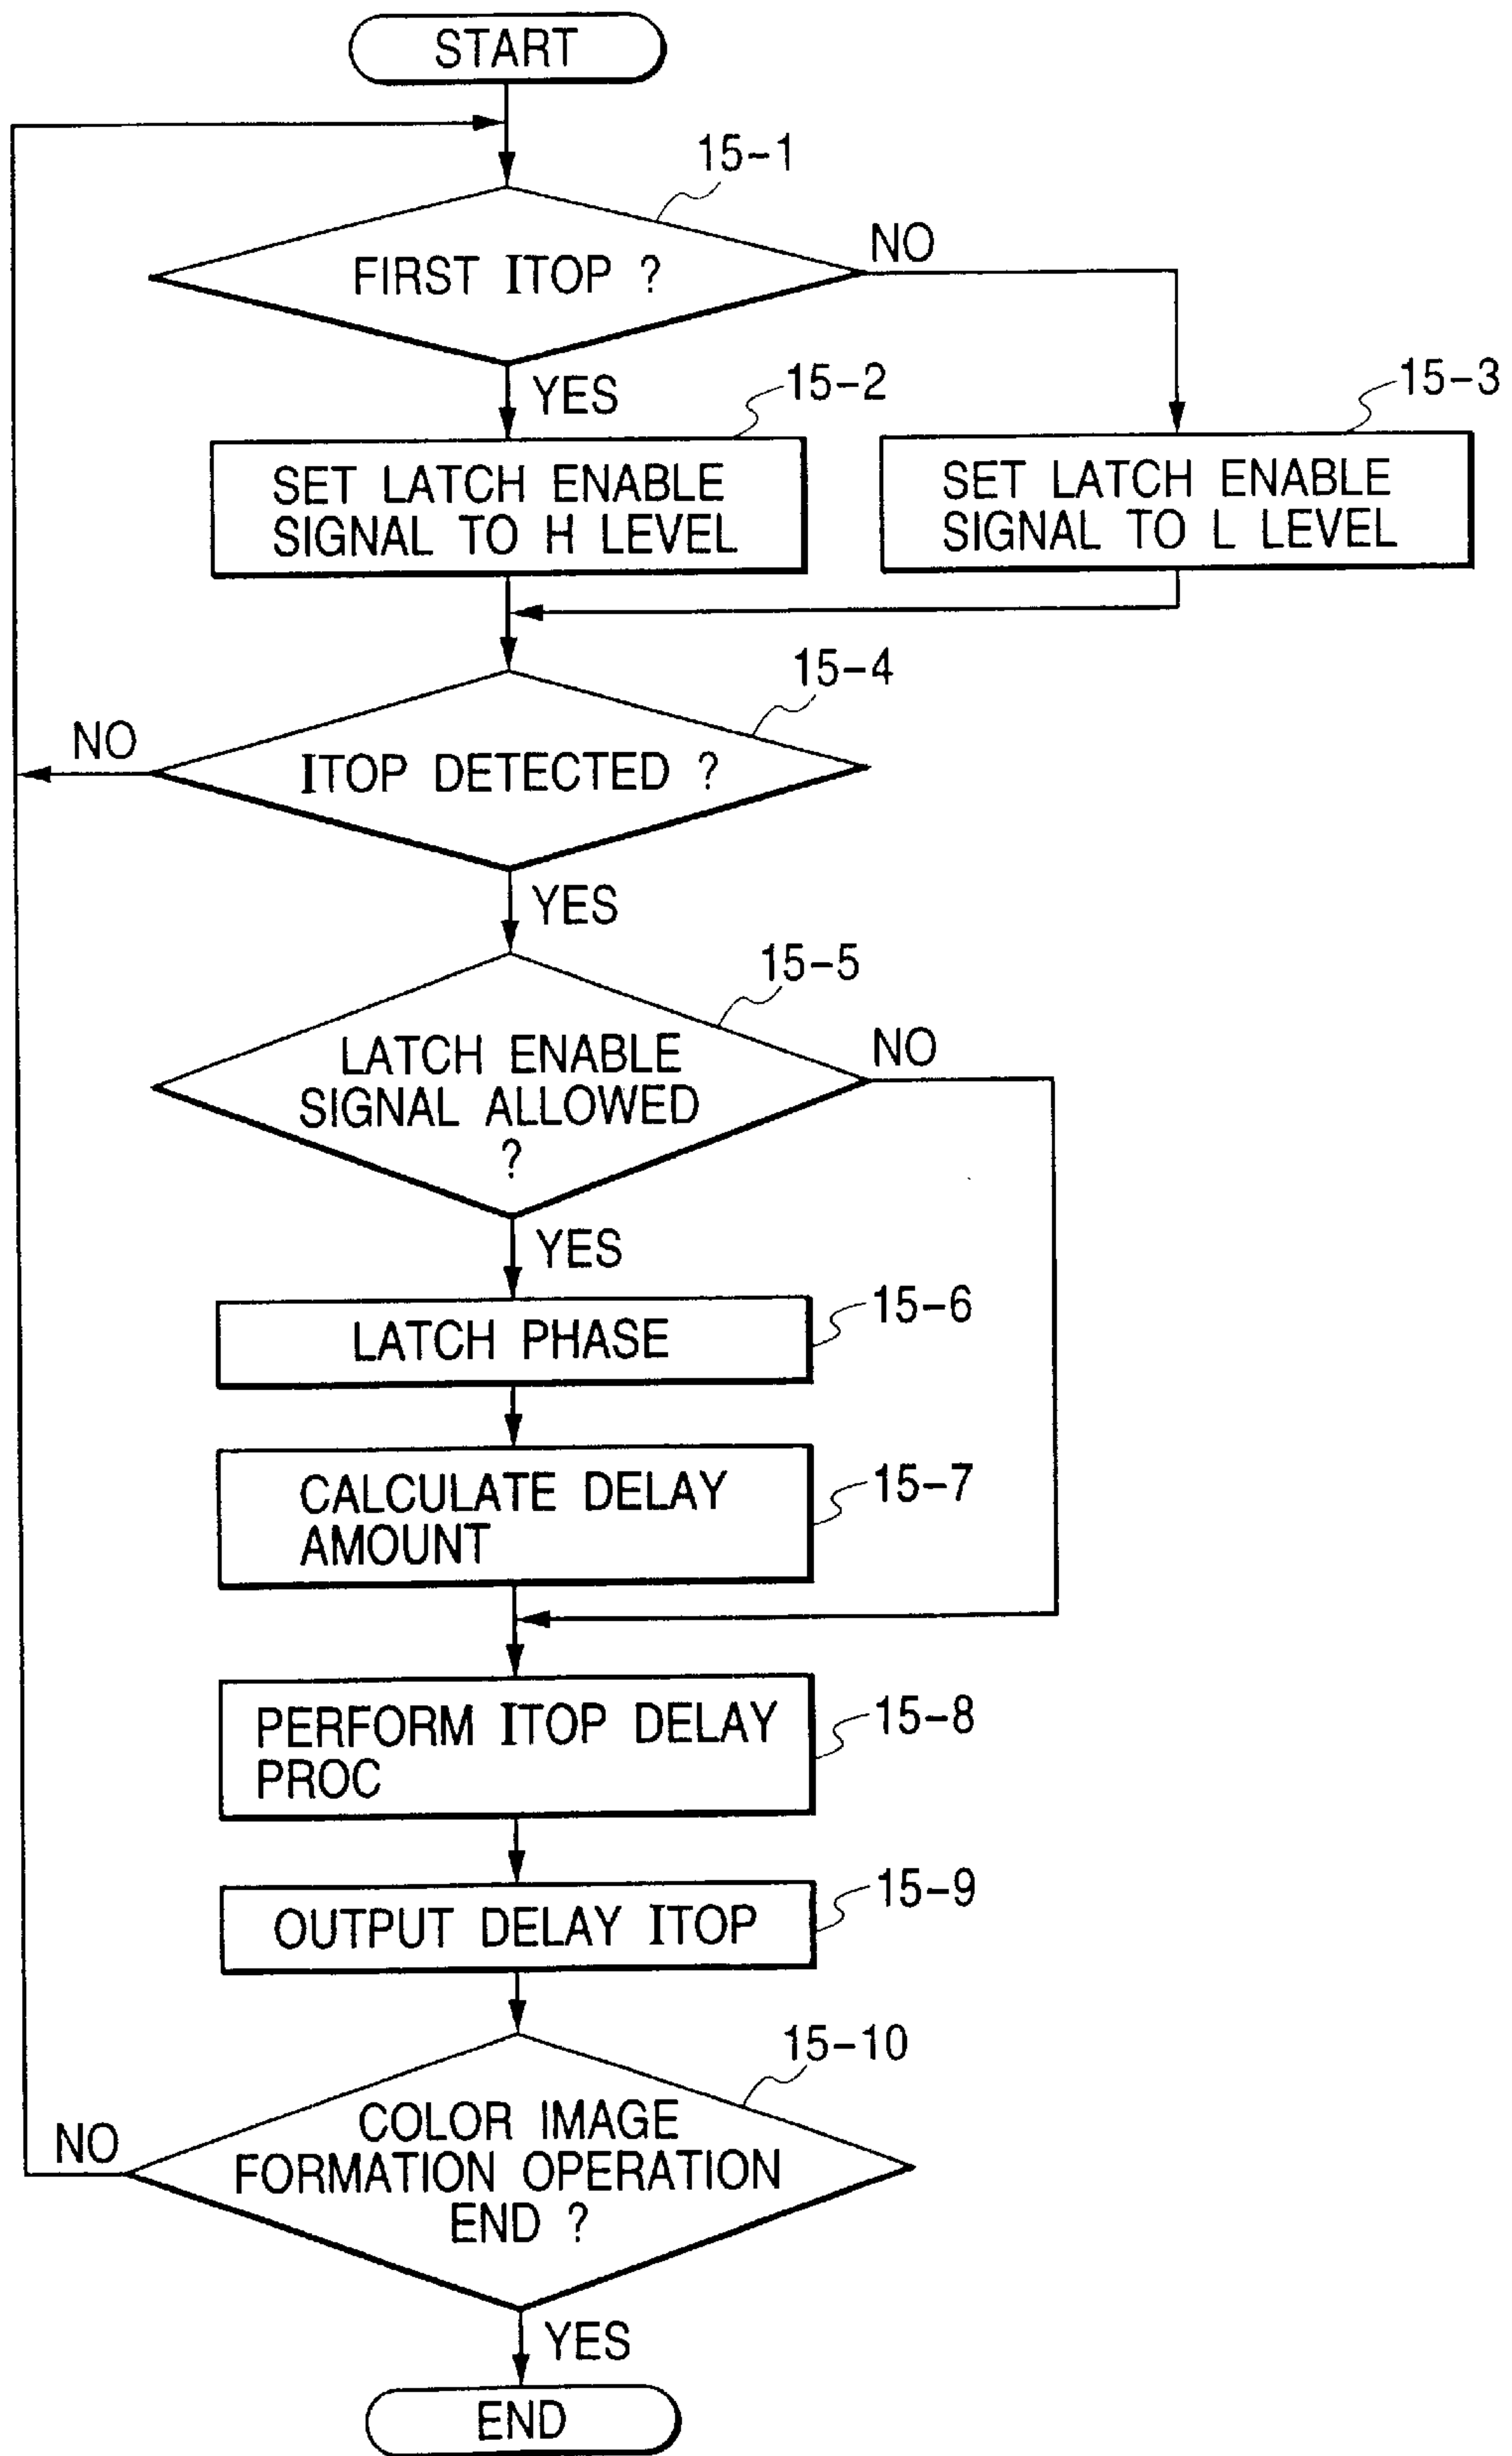 START
15-1
FIRST ITOP ?
NO
YES
15-2
15-3
SET LATCH ENABLE
SIGNAL TO H LEVEL
SET LATCH ENABLE
SIGNAL TO L LEVEL
15-4
NO
ITOP DETECTED ?
YES
15-5
LATCH ENABLE
SIGNAL ALLOWED
?
NO
YES
15-6
LATCH PHASE
15-7
CALCULATE DELAY
AMOUNT
15-8
PERFORM ITOP DELAY
PROC
15-9
OUTPUT DELAY ITOP
15-10
COLOR IMAGE
FORMATION OPERATION
END ?
NO
YES
END